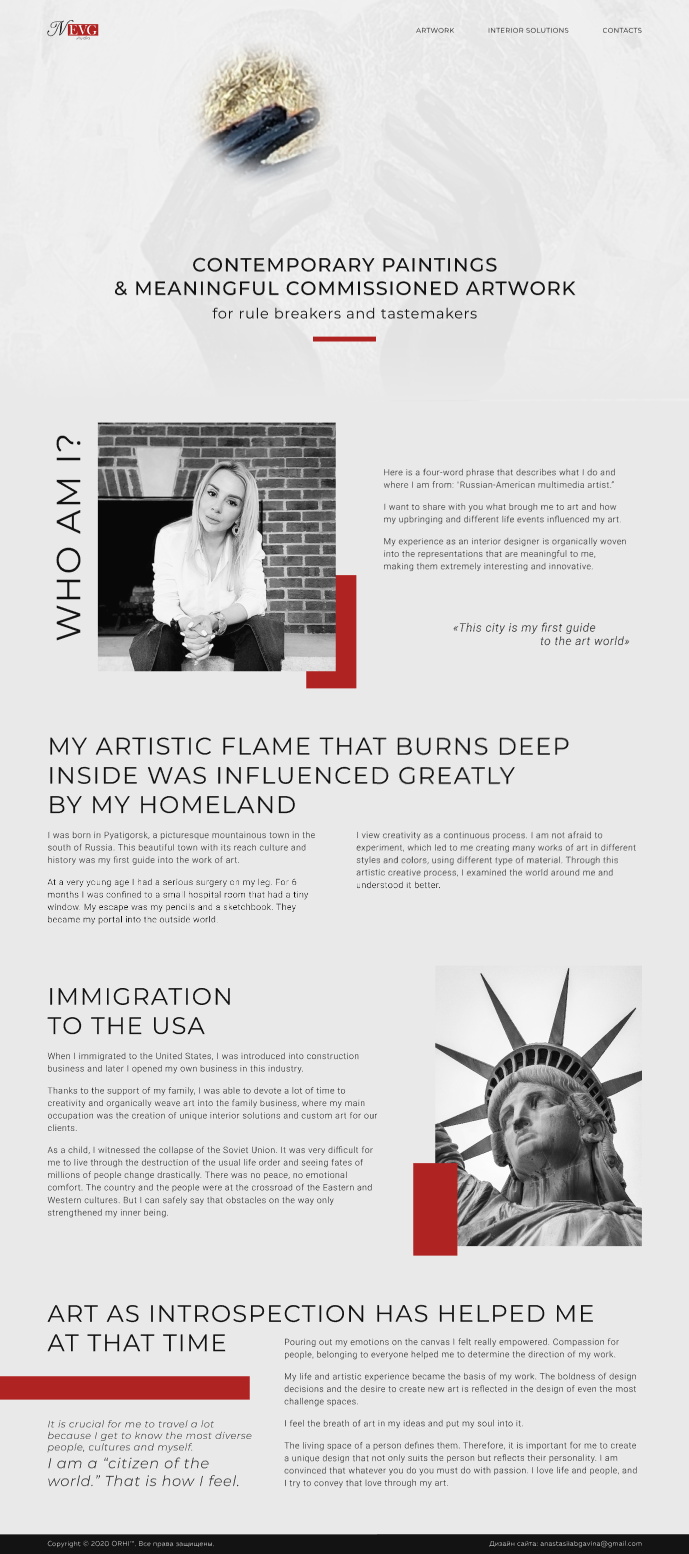 NEVG
studio
ARTWORK INTERIOR SOLUTIONS CONTACTS
CONTEMPORARY PAINTINGS
& MEANINGFUL COMMISSIONED ARTWORK
for rule breakers and tastemakers
WHO AM I?
Here is a four-word phrase that describes what I do and
where I am from: "Russian-American multimedia artist."
I want to share with you what brough me to art and how
my upbringing and different life events influenced my art.
My experience as an interior designer is organically woven
into the representations that are meaningful to me,
making them extremely interesting and innovative.
«This city is my first guide
to the art world»
MY ARTISTIC FLAME THAT BURNS DEEP
INSIDE WAS INFLUENCED GREATLY
BY MY HOMELAND
I was born in Pyatigorsk, a picturesque mountainous town in the
south of Russia. This beautiful town with its reach culture and
history was my first guide into the work of art.
At a very young age I had a serious surgery on my leg. For 6
months I was confined to a small hospital room that had a tiny
window. My escape was my pencils and a sketchbook. They
became my portal into the outside world.
I view creativity as a continuous process. I am not afraid to
experiment, which led to me creating many works of art in different
styles and colors, using different type of material. Through this
artistic creative process, I examined the world around me and
understood it better.
IMMIGRATION
TO THE USA
When I immigrated to the United States, I was introduced into construction
business and later I opened my own business in this industry.
Thanks to the support of my family, I was able to devote a lot of time to
creativity and organically weave art into the family business, where my main
occupation was the creation of unique interior solutions and custom art for our
clients.
As a child, I witnessed the collapse of the Soviet Union. It was very difficult for
me to live through the destruction of the usual life order and seeing fates of
millions of people change drastically. There was no peace, no emotional
comfort. The country and the people were at the crossroad of the Eastern and
Western cultures. But I can safely say that obstacles on the way only
strengthened my inner being.
ART AS INTROSPECTION HAS HELPED ME
AT THAT TIME
Pouring out my emotions on the canvas I felt really empowered. Compassion for
people, belonging to everyone helped me to determine the direction of my work.
My life and artistic experience became the basis of my work. The boldness of design
decisions and the desire to create new art is reflected in the design of even the most
challenge spaces.
I feel the breath of art in my ideas and put my soul into it.
The living space of a person defines them. Therefore, it is important for me to create
a unique design that not only suits the person but reflects their personality. I am
convinced that whatever you do you must do with passion. I love life and people, and
I try to convey that love through my art.
It is crucial for me to travel a lot
because I get to know the most diverse
people, cultures and myself.
I am a “citizen of the
world.” That is how I feel.
Copyright © 2020 ORHI™. Все права защищены. Дизайн сайта: anastasiiabgavina@gmail.com